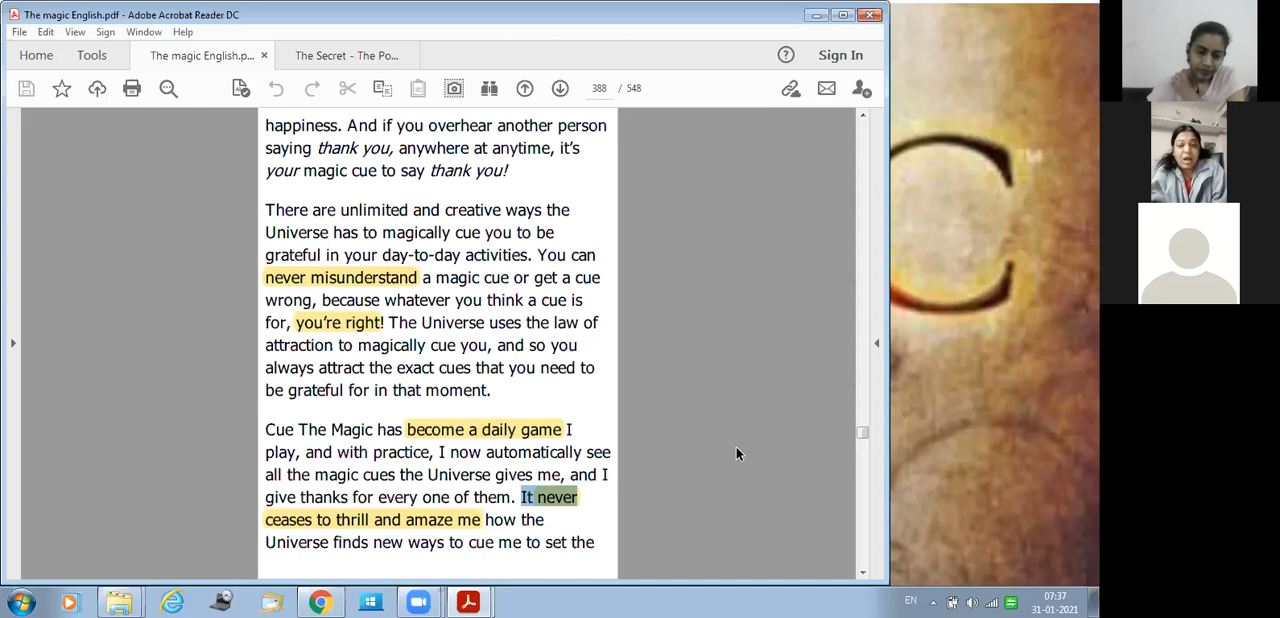 The magic English.pdf - Adobe Acrobat Reader DC
File Edit View Sign Window Help
Home Tools The magic English.p... × The Secret - The Po... ? Sign In
388 / 548
happiness. And if you overhear another person
saying thank you, anywhere at anytime, it's
your magic cue to say thank you!
There are unlimited and creative ways the
Universe has to magically cue you to be
grateful in your day-to-day activities. You can
never misunderstand a magic cue or get a cue
wrong, because whatever you think a cue is
for, you're right! The Universe uses the law of
attraction to magically cue you, and so you
always attract the exact cues that you need to
be grateful for in that moment.
Cue The Magic has become a daily game I
play, and with practice, I now automatically see
all the magic cues the Universe gives me, and I
give thanks for every one of them. It never
ceases to thrill and amaze me how the
Universe finds new ways to cue me to set the
TM
EN
07:37
31-01-2021